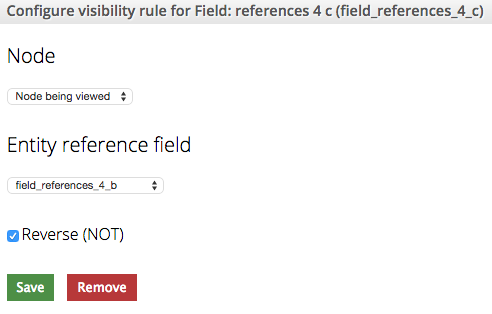 Configure visibility rule for Field: references 4 c (field_references_4_c)
Node
Node being viewed
Entity reference field
field_references_4_b
Reverse (NOT)
Save Remove